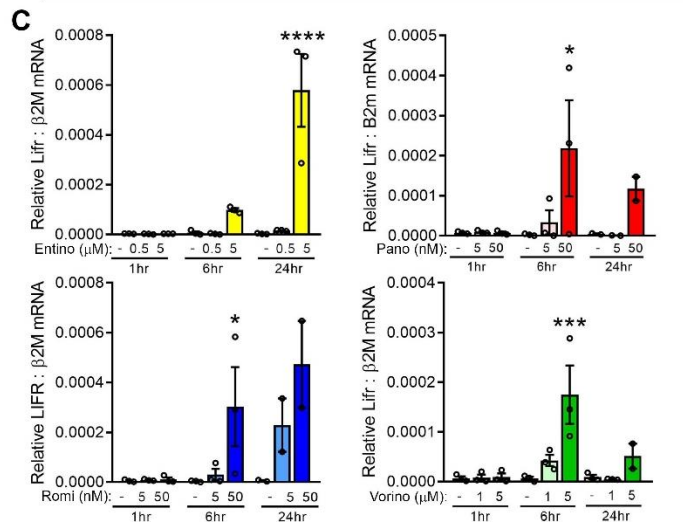 C
Relative Lifr : β2M mRNA
0.0008
0.0006
0.0004
0.0002
0.0000
****
Entino (μM): - 0.5 5 - 0.5 5 - 0.5 5
1hr 6hr 24hr
Relative Lifr : B2m mRNA
0.0005
0.0004
0.0003
0.0002
0.0001
0.0000
*
Pano (nM): - 5 50 - 5 50 - 5 50
1hr 6hr 24hr
Relative LIFR : β2M mRNA
0.0008
0.0006
0.0004
0.0002
0.0000
*
Romi (nM): - 5 50 - 5 50 - 5 50
1hr 6hr 24hr
Relative Lifr : β2M mRNA
0.0004
0.0003
0.0002
0.0001
0.0000
***
Vorino (μM): - 1 5 - 1 5 - 1 5
1hr 6hr 24hr